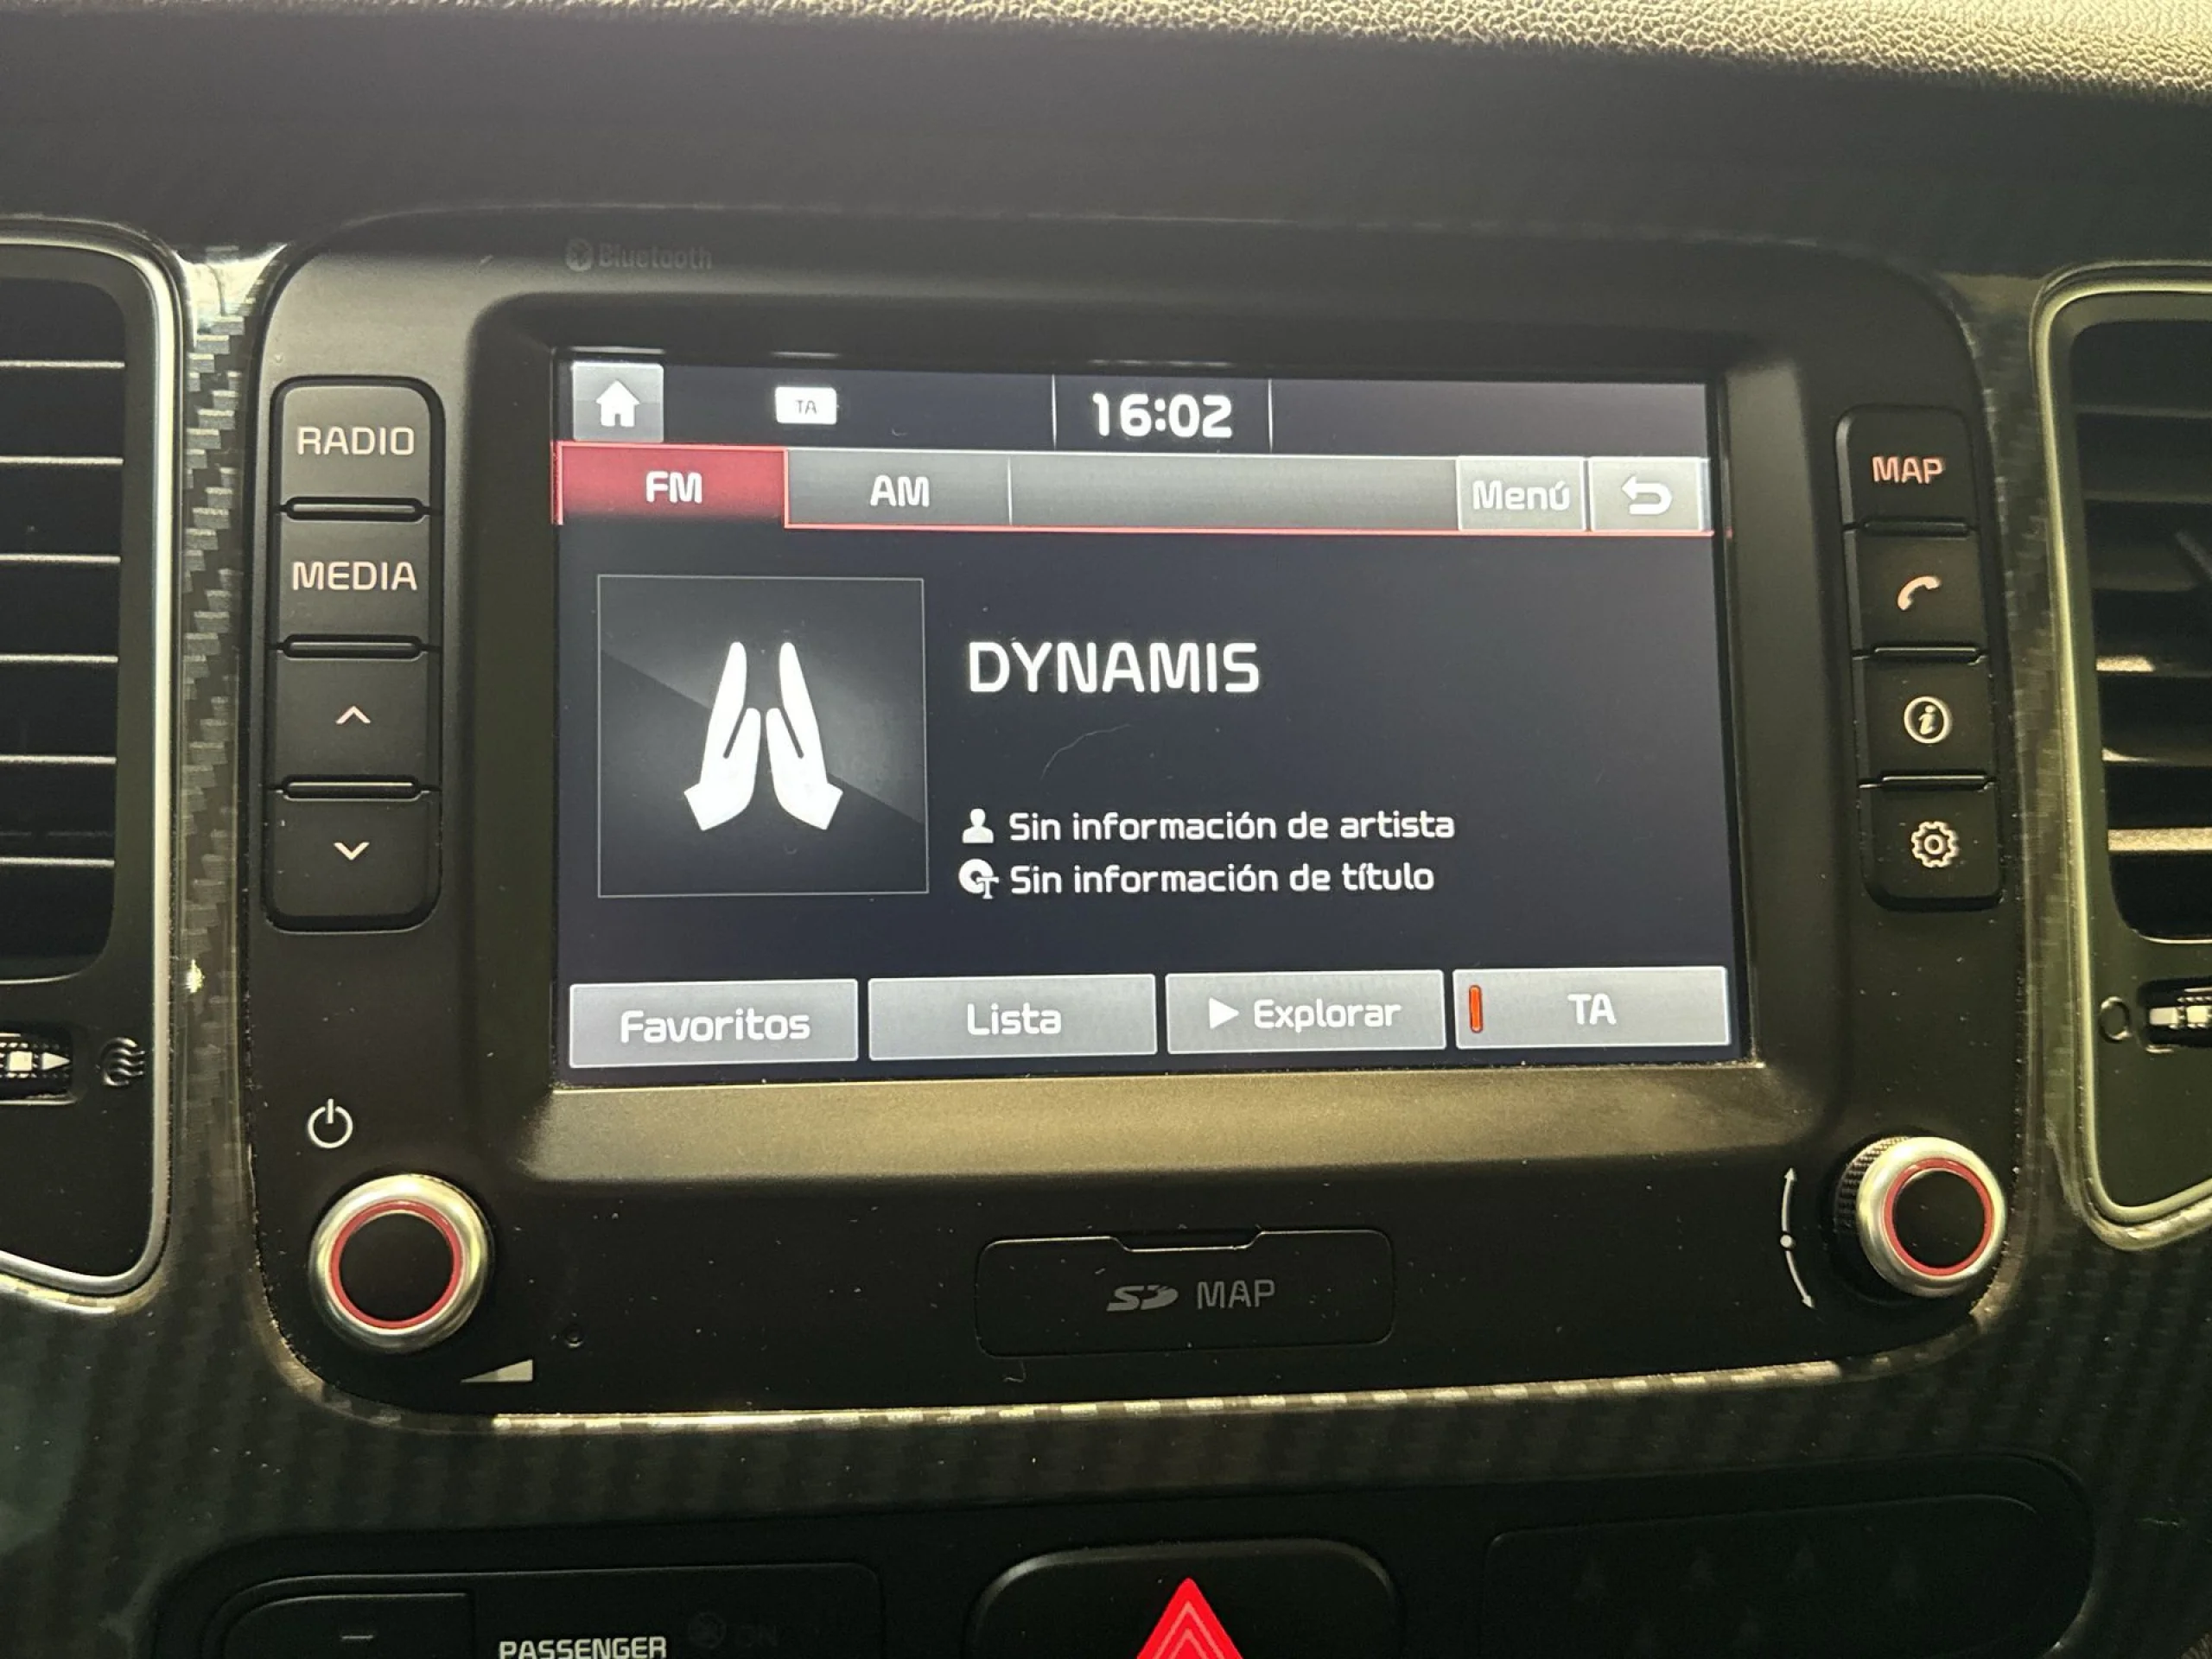 Bluetooth
RADIO
MEDIA
TA
16:02
FM
AM
Menú
DYNAMIS
Sin información de artista
Sin información de título
Favoritos
Lista
Explorar
TA
MAP
SD MAP
PASSENGER
ON